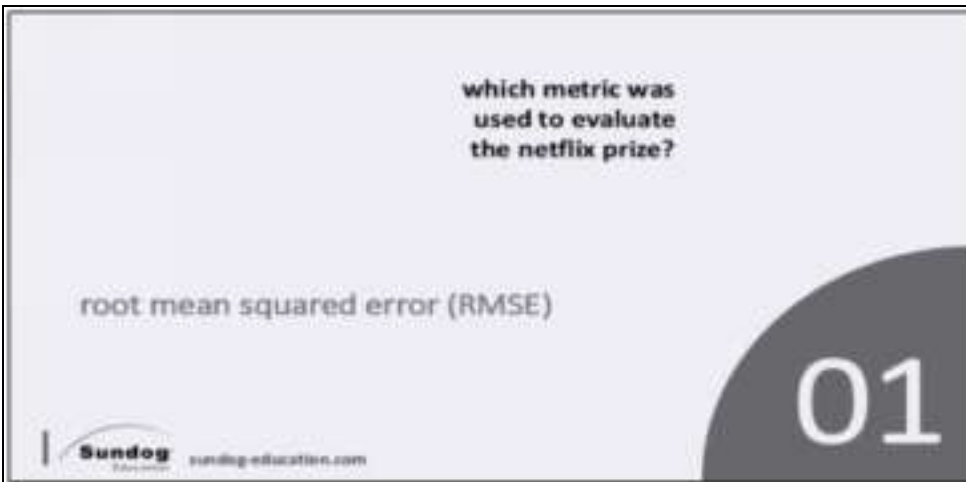 which metric was
used to evaluate
the netflix prize?
root mean squared error (RMSE)
01
Sundog
Education
sundog-education.com